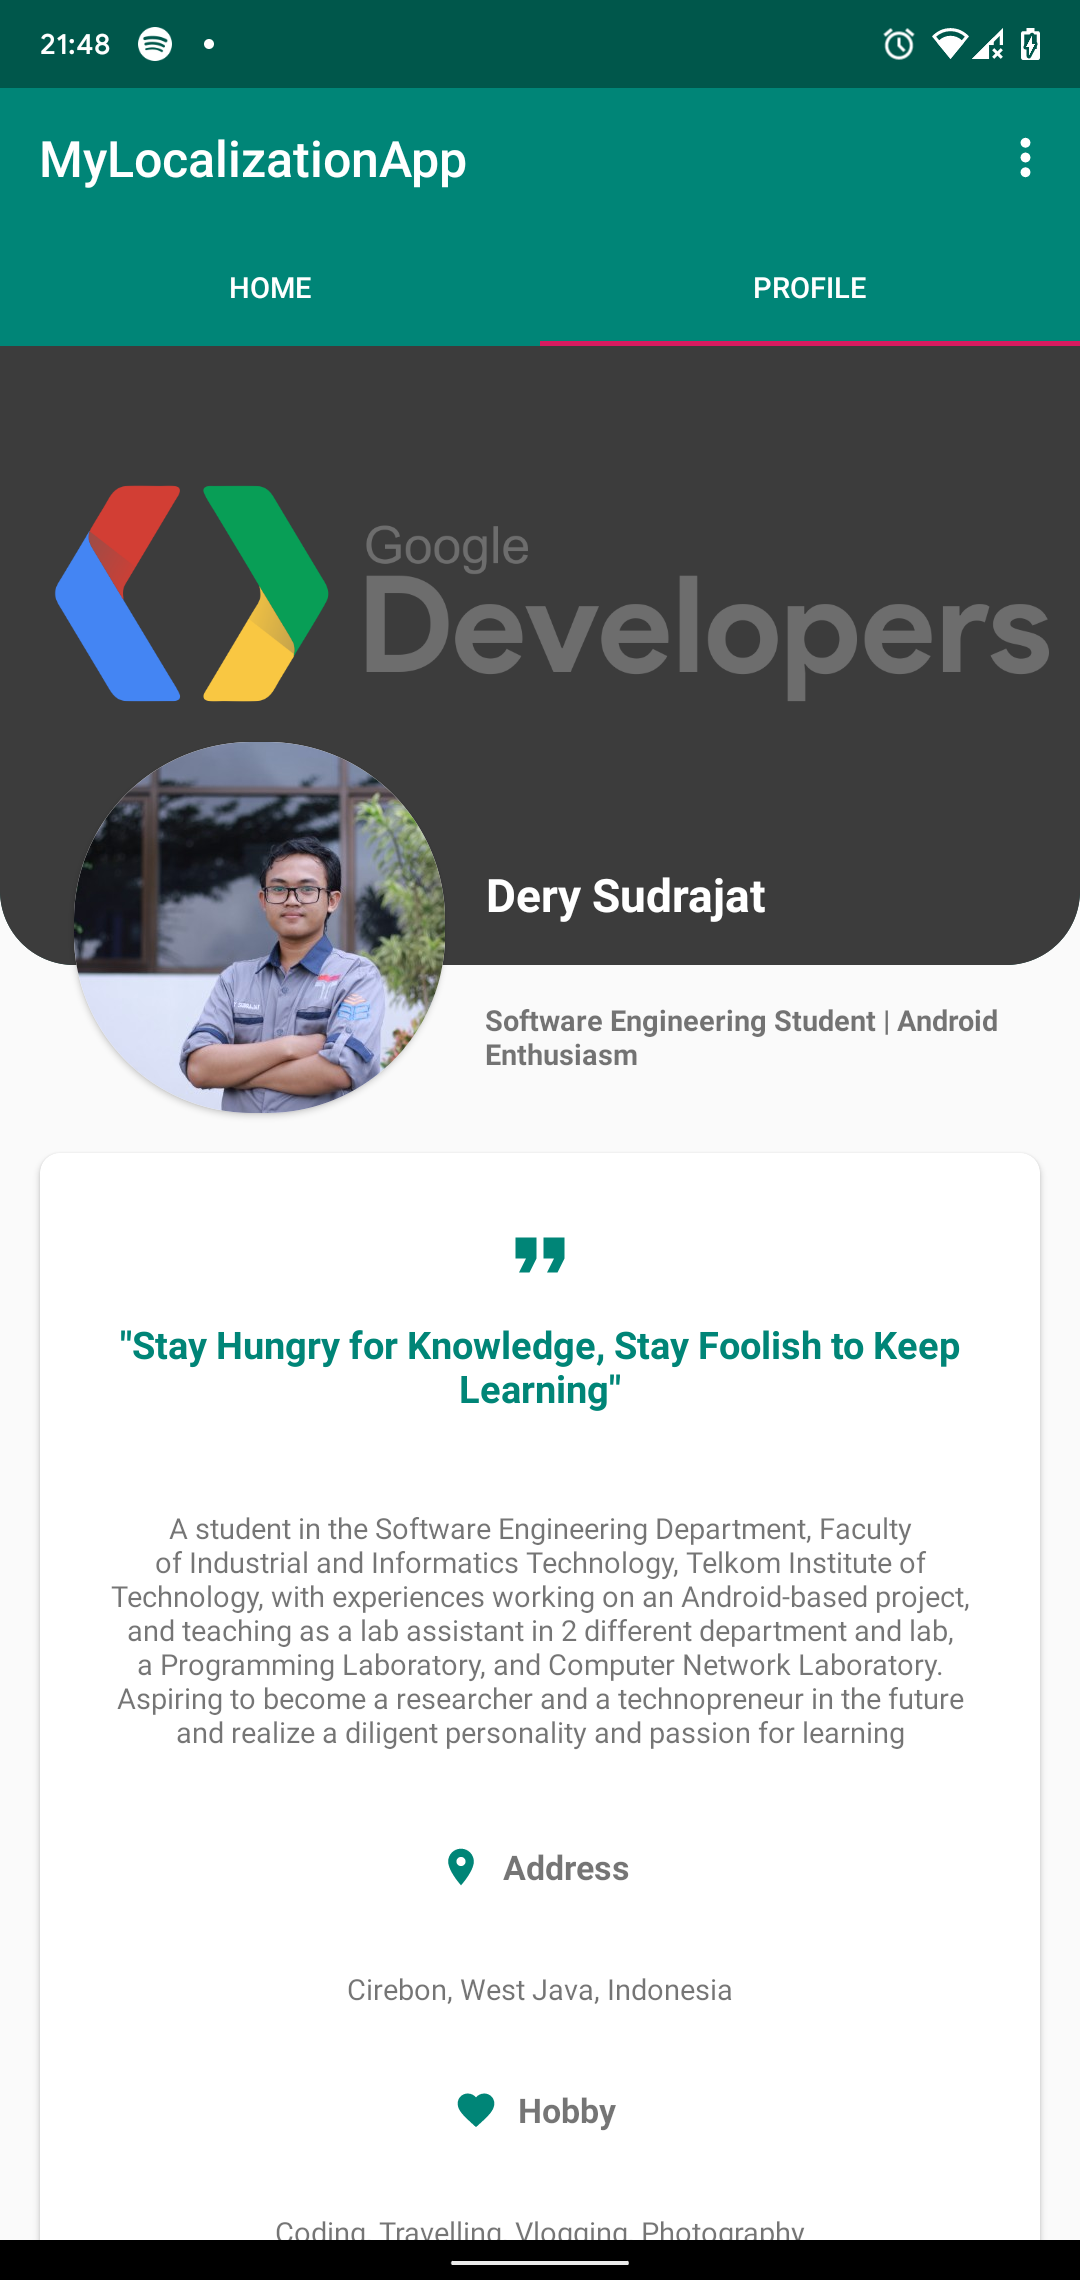 21:48
MyLocalizationApp
HOME
PROFILE
Google
Developers
Dery Sudrajat
Software Engineering Student | Android
Enthusiasm
"Stay Hungry for Knowledge, Stay Foolish to Keep
Learning"
A student in the Software Engineering Department, Faculty
of Industrial and Informatics Technology, Telkom Institute of
Technology, with experiences working on an Android-based project,
and teaching as a lab assistant in 2 different department and lab,
a Programming Laboratory, and Computer Network Laboratory.
Aspiring to become a researcher and a technopreneur in the future
and realize a diligent personality and passion for learning
Address
Cirebon, West Java, Indonesia
Hobby
Coding, Travelling, Vlogging, Photography